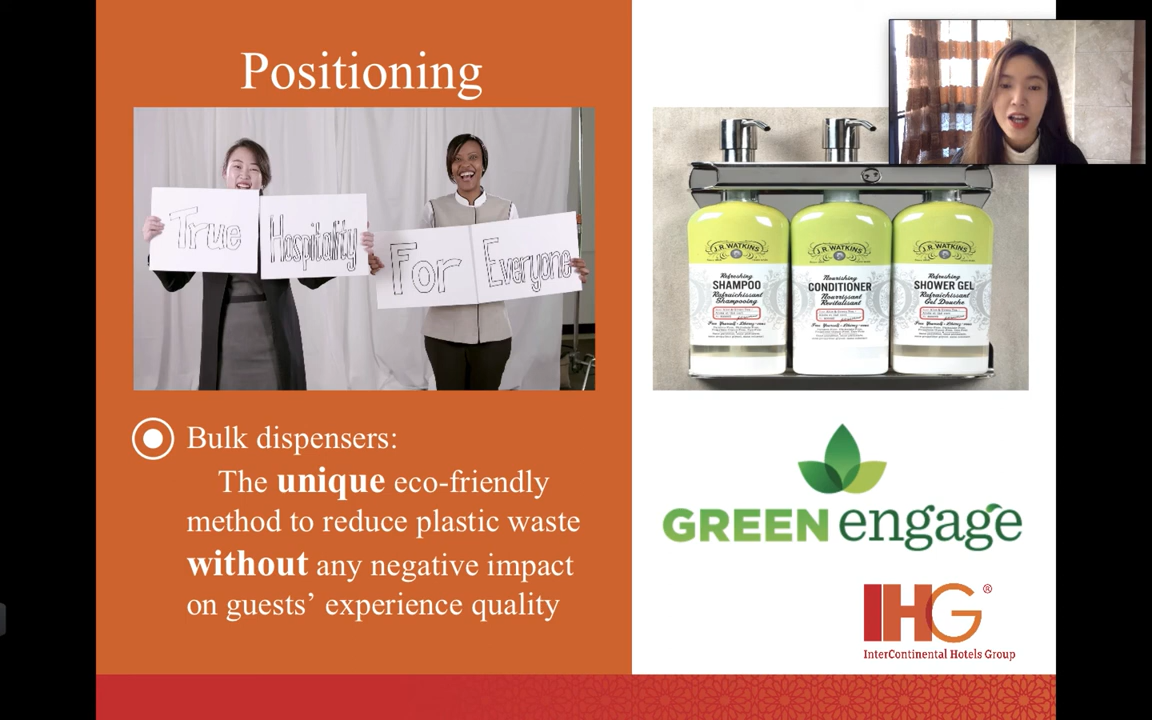 Positioning
True Hospitality
For Everyone
Bulk dispensers:
The unique eco-friendly
method to reduce plastic waste
without any negative impact
on guests’ experience quality
J.R. WATKINS
Refreshing
SHAMPOO
Rafraîchissant
Shampooing
J.R. WATKINS
Nourishing
CONDITIONER
Nourrissant
Revitalisant
J.R. WATKINS
Refreshing
SHOWER GEL
Rafraîchissant
Gel Douche
GREEN engage
IHG®
InterContinental Hotels Group